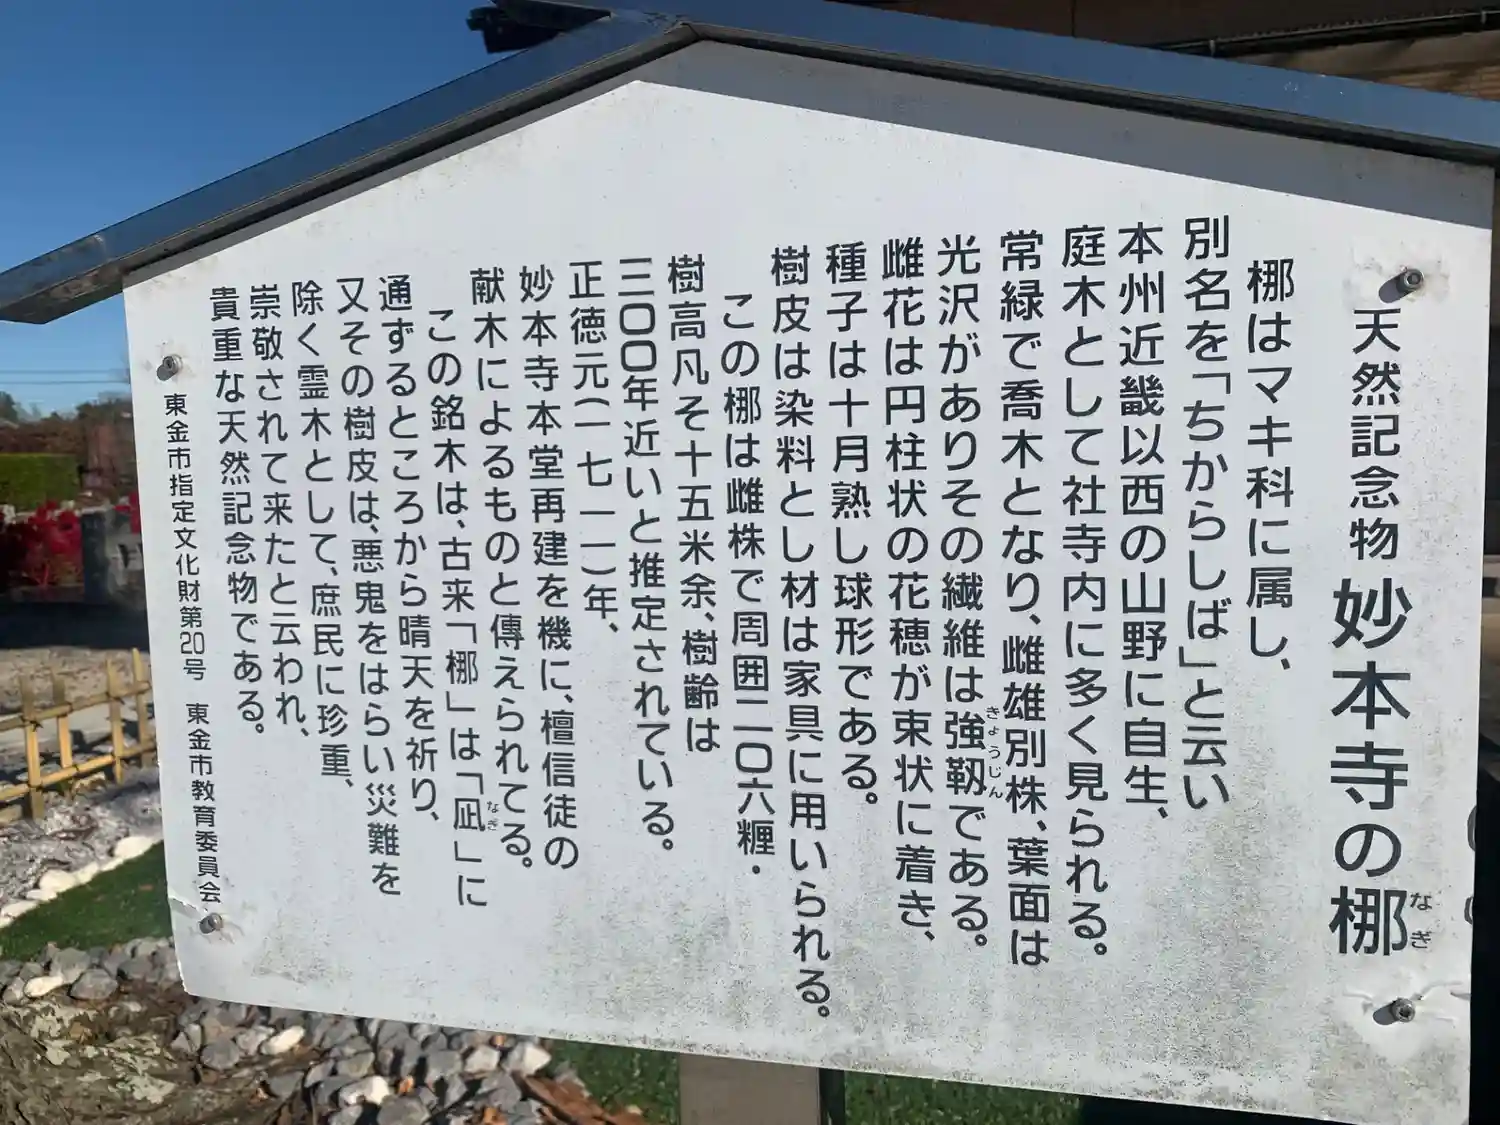 天然記念物 妙本寺の梛
なぎ
梛はマキ科に属し、
別名を「ちからしば」と云い
本州近畿以西の山野に自生、
庭木として社寺内に多く見られる。
常緑で喬木となり、雌雄別株、葉面は
光沢がありその繊維は強靱である。
きょうじん
雌花は円柱状の花穂が束状に着き、
種子は十月熟し球形である。
樹皮は染料とし材は家具に用いられる。
この梛は雌株で周囲二〇六糎・
樹高凡そ十五米余、樹齢は
三〇〇年近いと推定されている。
正徳元(一七一一)年、
妙本寺本堂再建を機に、檀信徒の
献木によるものと傳えられてる。
この銘木は、古来「梛」は「凪」に
なぎ
通ずるところから晴天を祈り、
又その樹皮は、悪鬼をはらい災難を
除く霊木として、庶民に珍重、
崇敬されて来たと云われ、
貴重な天然記念物である。
東金市指定文化財第20号 東金市教育委員会